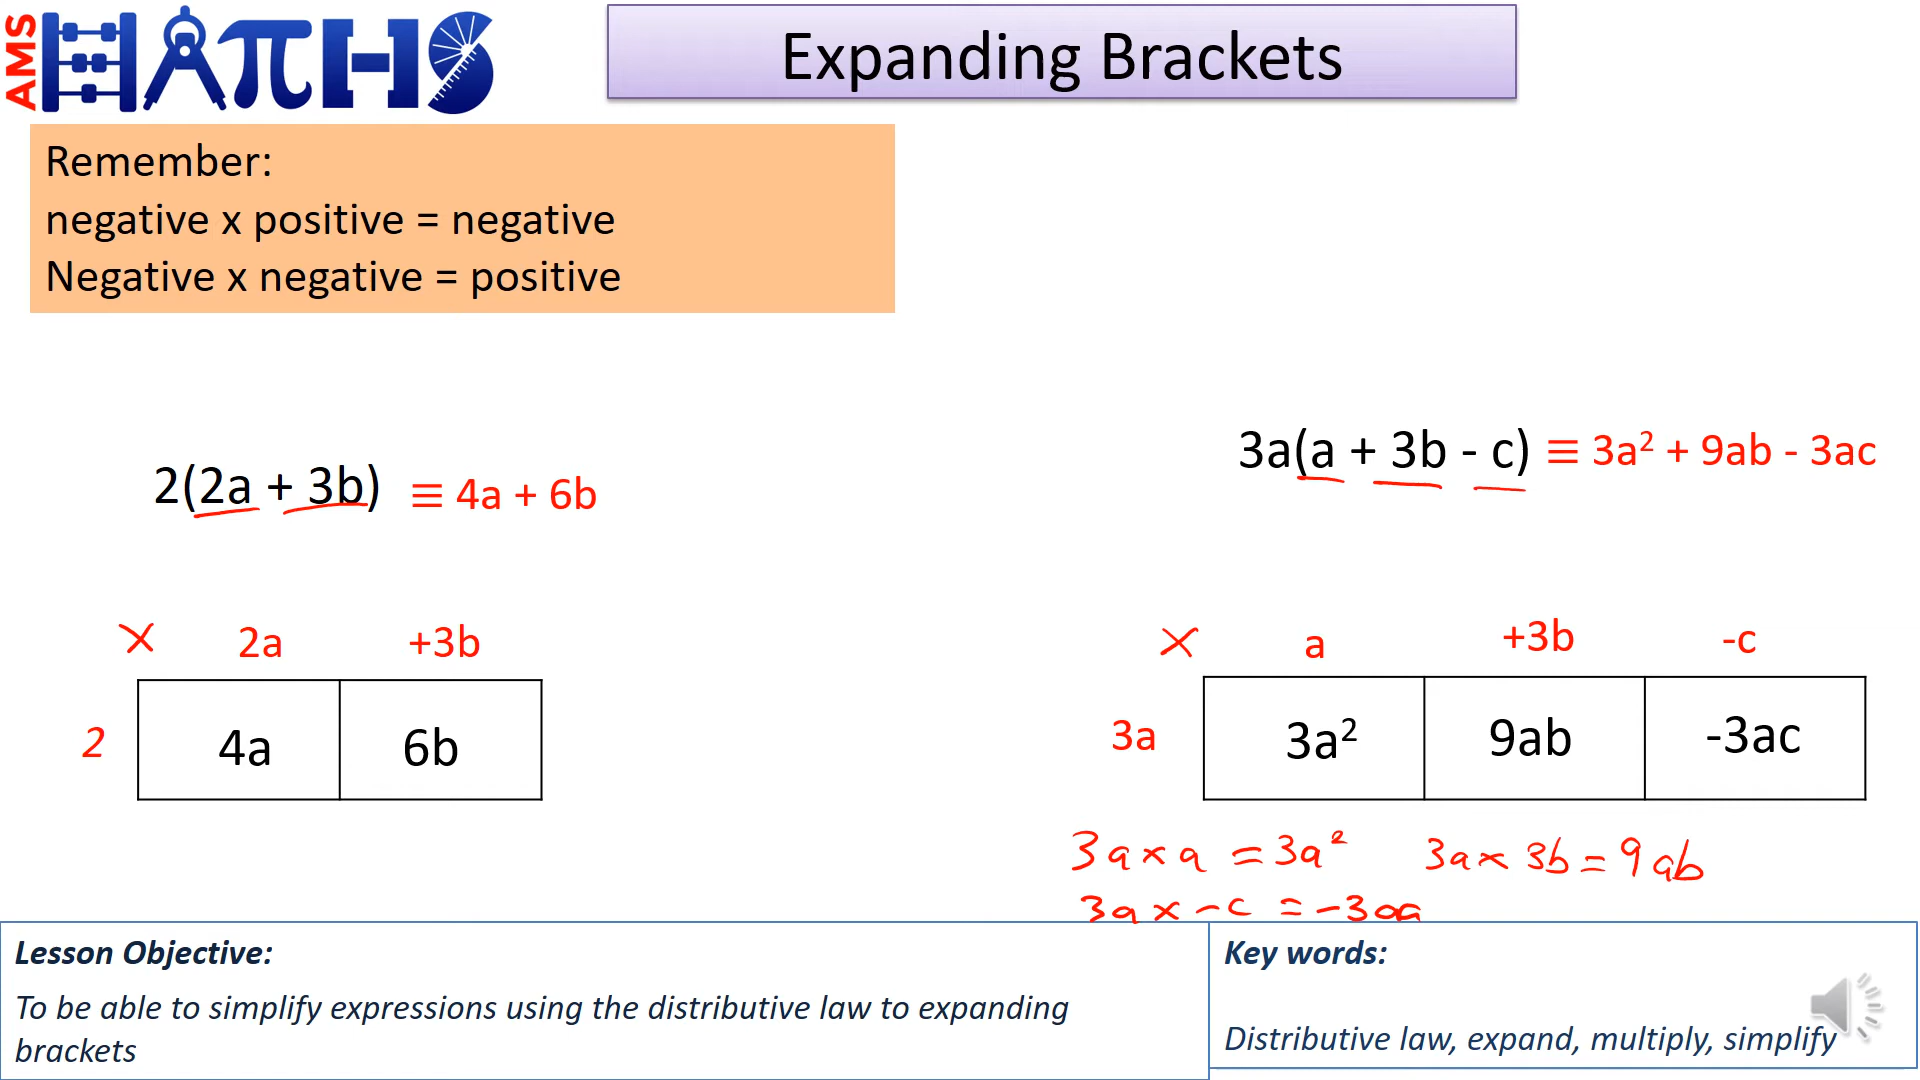 AMS MATHS
Expanding Brackets
Remember:
negative x positive = negative
Negative x negative = positive
2(2a + 3b) ≡ 4a + 6b
3a(a + 3b - c) ≡ 3a² + 9ab - 3ac
× 2a +3b
2 4a 6b
× a +3b -c
3a 3a² 9ab -3ac
3a × a = 3a² 3a × 3b = 9ab
3a × -c = -3
Lesson Objective:
To be able to simplify expressions using the distributive law to expanding
brackets
Key words:
Distributive law, expand, multiply, simplify